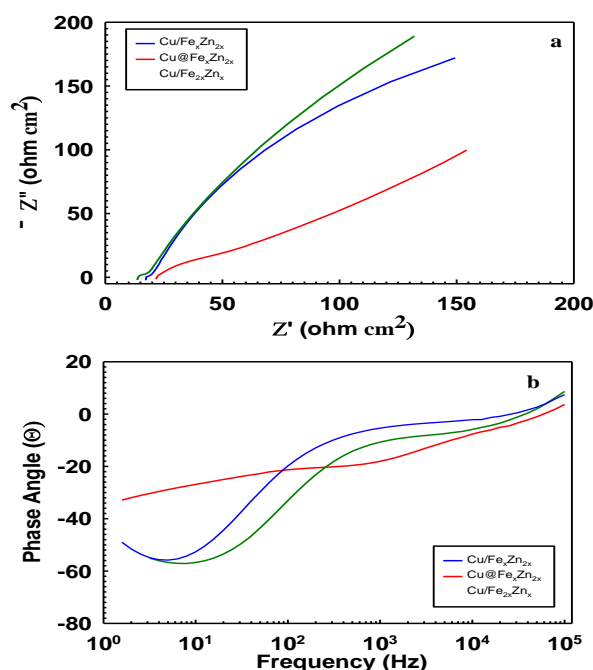 200
a
Cu/FeₓZn₂ₓ
Cu@FeₓZn₂ₓ
Cu/Fe₂ₓZnₓ
150
100
50
0
- Z" (ohm cm²)
0 50 100 150 200
Z' (ohm cm²)
20
b
0
-20
-40
-60
-80
Phase Angle (Θ)
Cu/FeₓZn₂ₓ
Cu@FeₓZn₂ₓ
Cu/Fe₂ₓZnₓ
10⁰ 10¹ 10² 10³ 10⁴ 10⁵
Frequency (Hz)